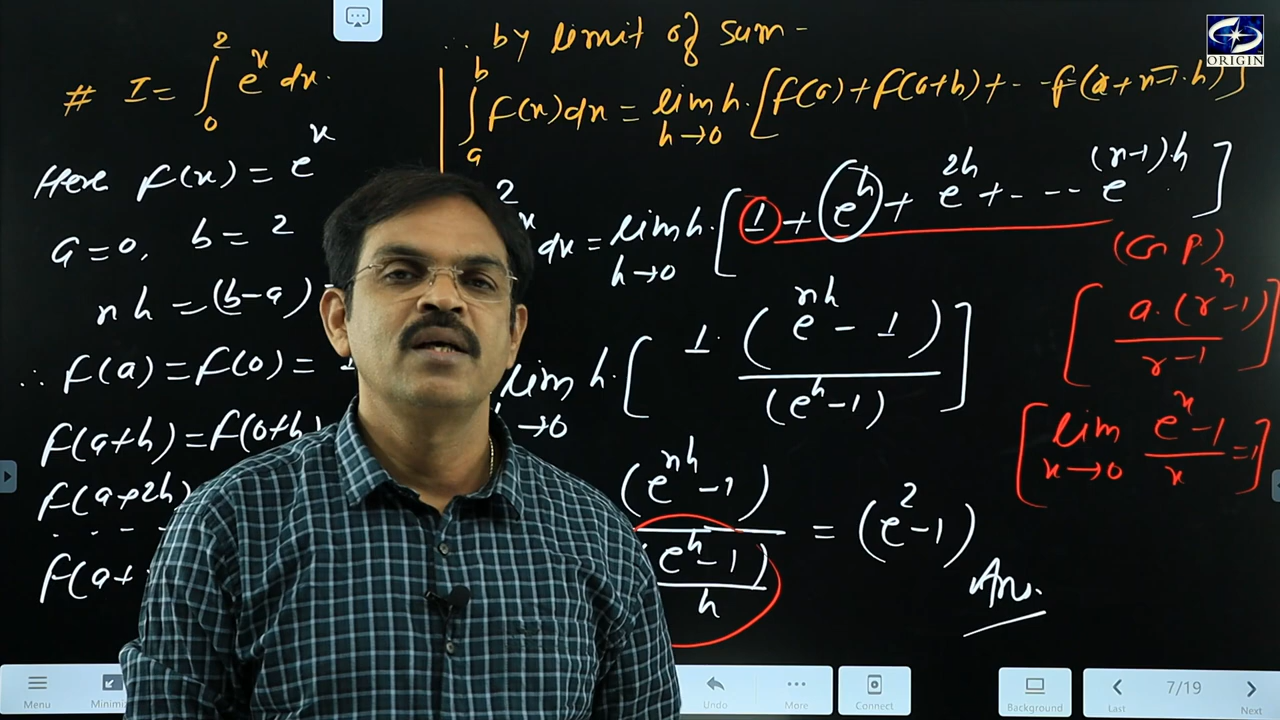 ORIGIN
∴ by limit of sum -
# I = ∫₀² eˣ dx.
∫ₐᵇ f(x)dx = lim h→0 h.[f(a)+f(a+h)+ - - f(a+n-1.h)]
Here f(x) = eˣ
² ˣ dx = lim h→0 h.[1 + eʰ + e²ʰ + - - - - e⁽ⁿ⁻¹⁾·ʰ]
(G P)
a=0, b = 2
nh = (b-a)
lim h→0 h.[1.(eⁿʰ - 1)/(eʰ-1)]
[a.(rⁿ-1)/r-1]
∴ f(a) = f(0) =
f(a+h) = f(0+h)
[lim x→0 eˣ-1/x = 1]
f(a+2h)
- - - -
(eⁿʰ-1)/(eʰ-1)/h = (e²-1)
f(a+
Ans.
Menu
Undo
More
Connect
Background
Last
7/19
Next